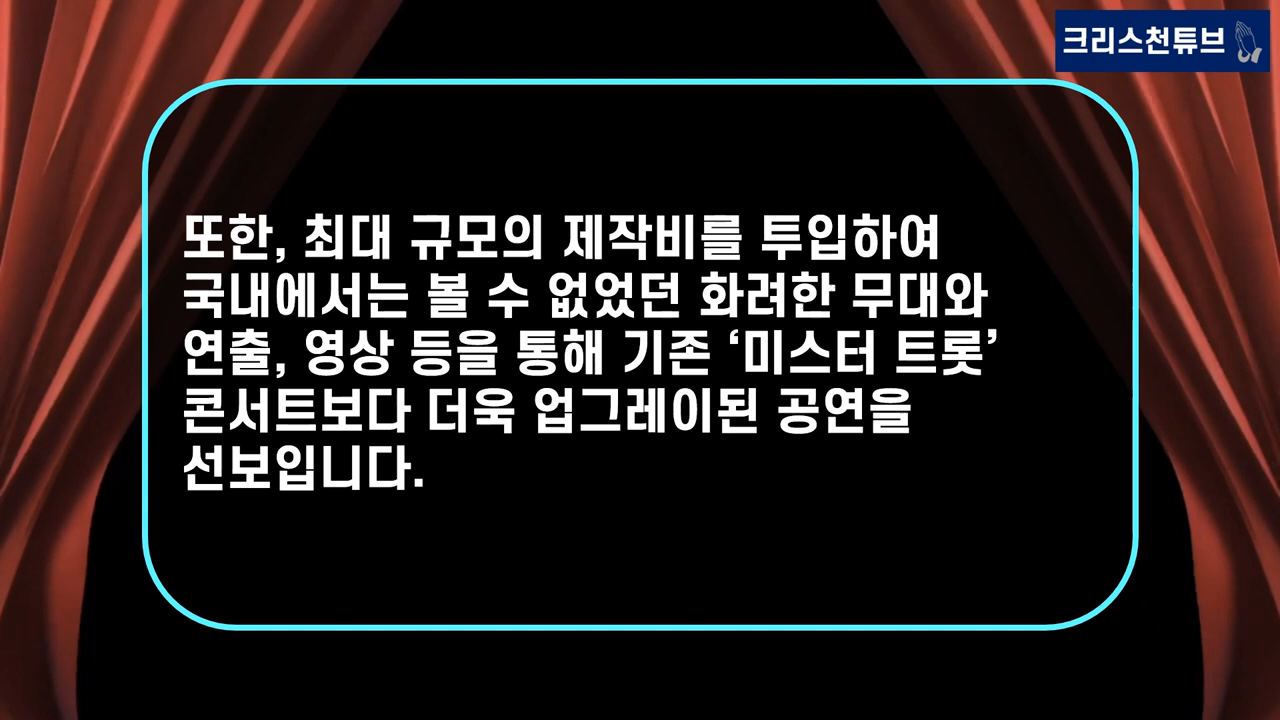 크리스천튜브
또한, 최대 규모의 제작비를 투입하여
국내에서는 볼 수 없었던 화려한 무대와
연출, 영상 등을 통해 기존 ‘미스터 트롯’
콘서트보다 더욱 업그레이된 공연을
선보입니다.